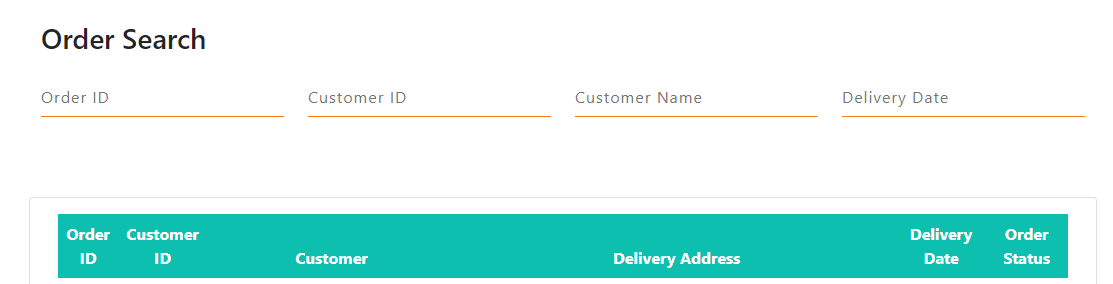 Order Search
Order ID
Customer ID
Customer Name
Delivery Date
Order ID
Customer ID
Customer
Delivery Address
Delivery Date
Order Status